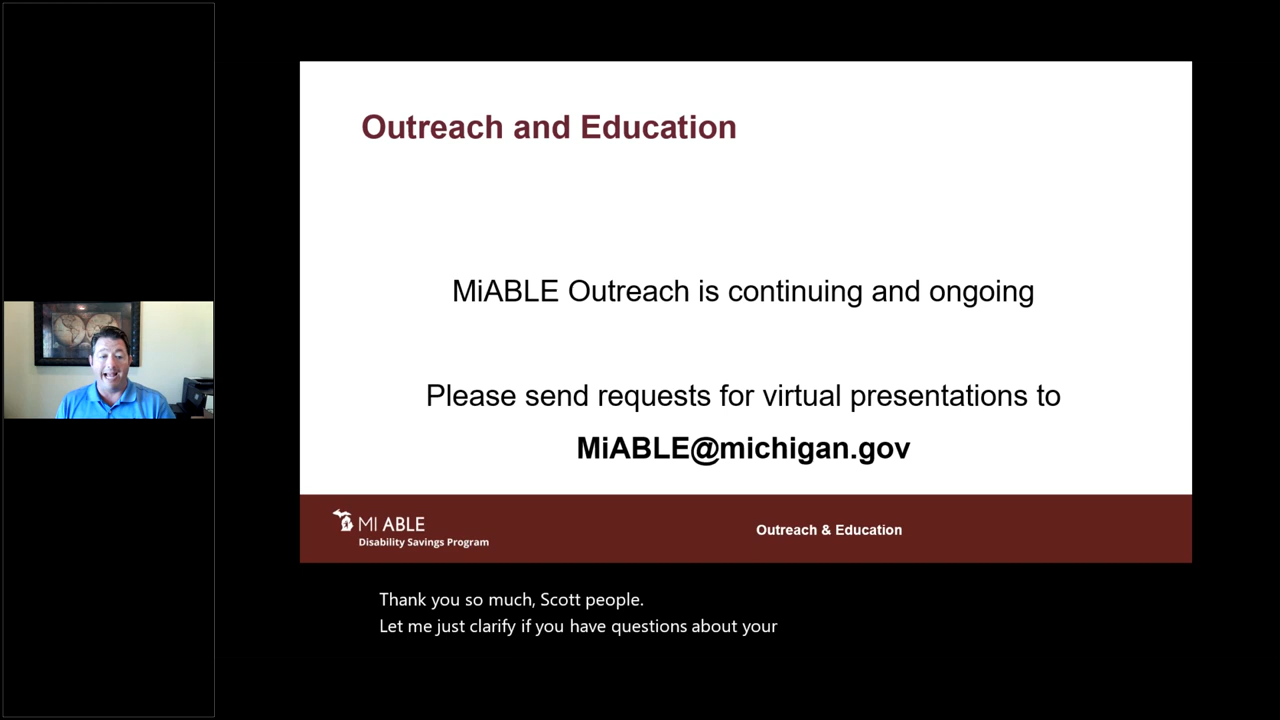 Outreach and Education
MiABLE Outreach is continuing and ongoing
Please send requests for virtual presentations to
MiABLE@michigan.gov
MI ABLE
Disability Savings Program
Outreach & Education
Thank you so much, Scott people.
Let me just clarify if you have questions about your